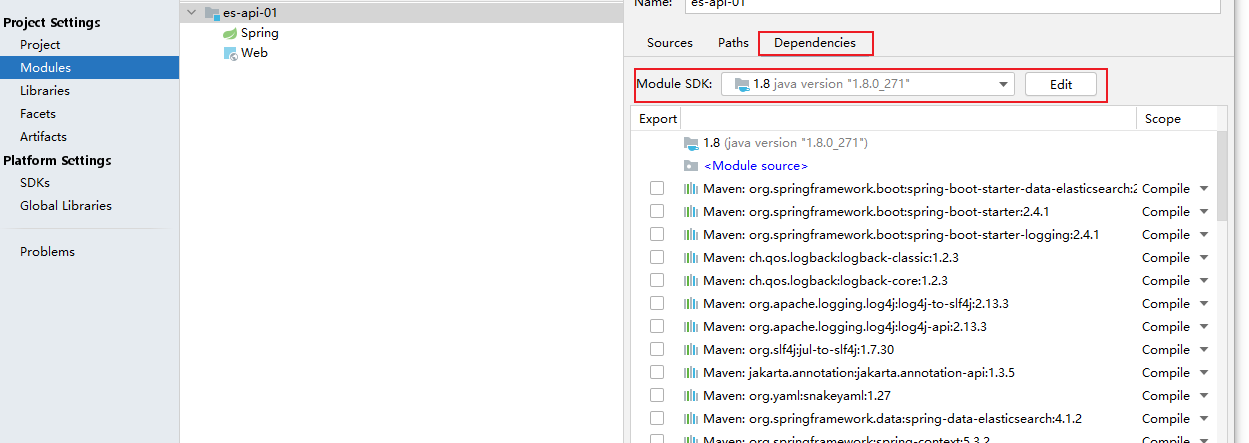 Project Settings
Project
Modules
Libraries
Facets
Artifacts
Platform Settings
SDKs
Global Libraries
Problems
es-api-01
Spring
Web
Name: es-api-01
Sources Paths Dependencies
Module SDK: 1.8 java version "1.8.0_271" Edit
Export Scope
1.8 (java version "1.8.0_271")
<Module source>
Maven: org.springframework.boot:spring-boot-starter-data-elasticsearch:2 Compile
Maven: org.springframework.boot:spring-boot-starter:2.4.1 Compile
Maven: org.springframework.boot:spring-boot-starter-logging:2.4.1 Compile
Maven: ch.qos.logback:logback-classic:1.2.3 Compile
Maven: ch.qos.logback:logback-core:1.2.3 Compile
Maven: org.apache.logging.log4j:log4j-to-slf4j:2.13.3 Compile
Maven: org.apache.logging.log4j:log4j-api:2.13.3 Compile
Maven: org.slf4j:jul-to-slf4j:1.7.30 Compile
Maven: jakarta.annotation:jakarta.annotation-api:1.3.5 Compile
Maven: org.yaml:snakeyaml:1.27 Compile
Maven: org.springframework.data:spring-data-elasticsearch:4.1.2 Compile
Maven: org.springframework:spring-context:5.3.2 Compile